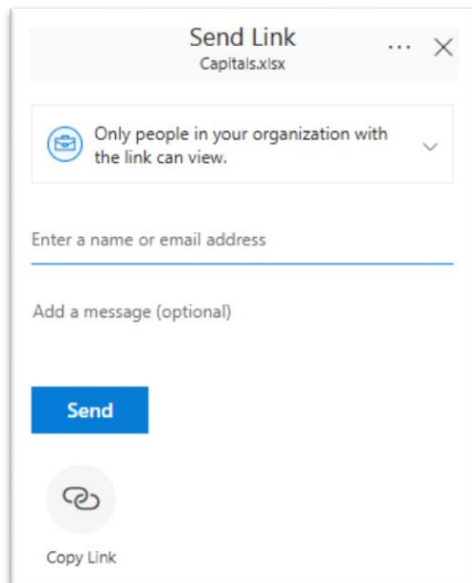 Send Link
Capitals.xlsx
Only people in your organization with
the link can view.
Enter a name or email address
Add a message (optional)
Send
Copy Link